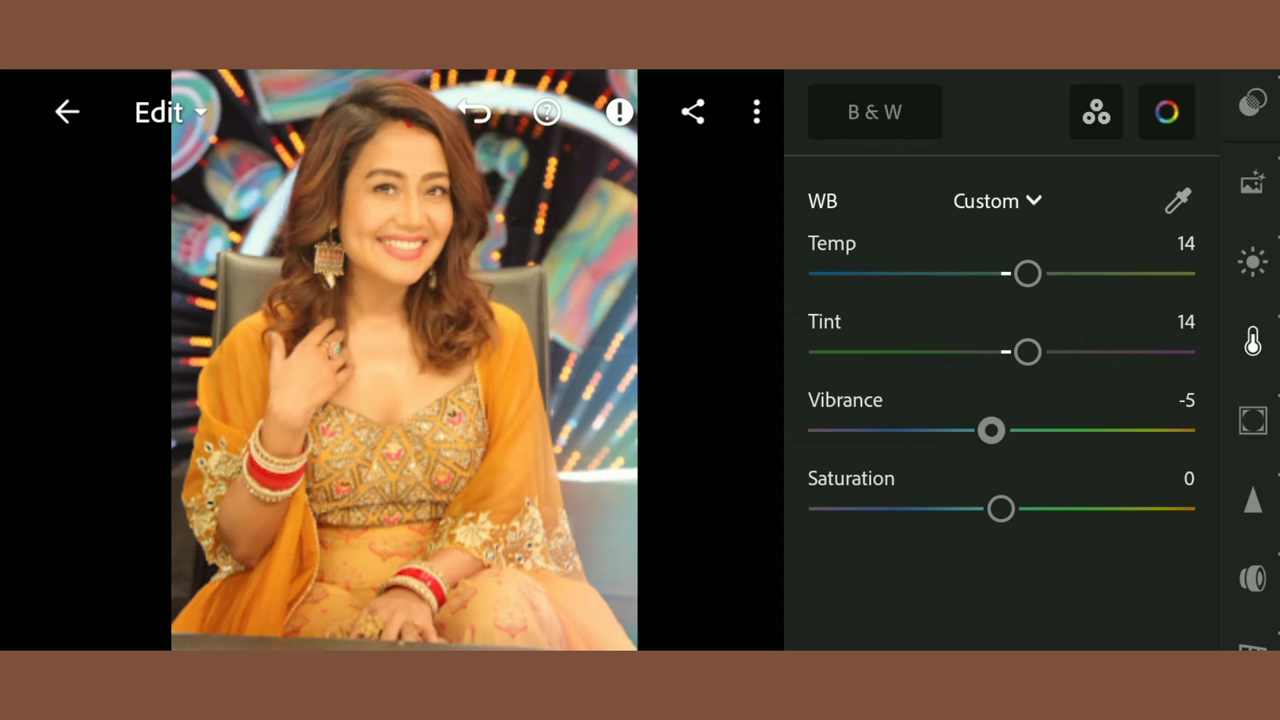 Edit
B & W
WB Custom
Temp 14
Tint 14
Vibrance -5
Saturation 0